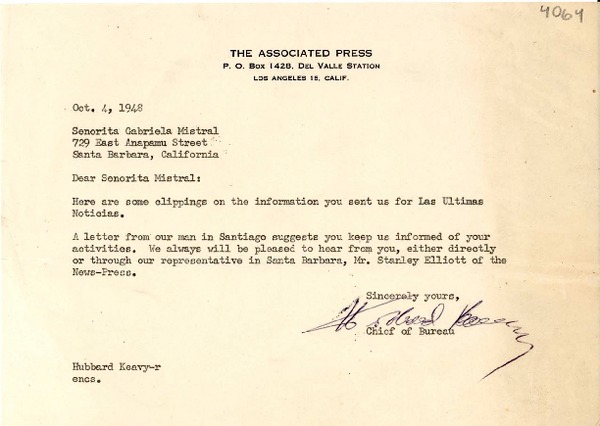 4064
THE ASSOCIATED PRESS
P. O. BOX 1428, DEL VALLE STATION
LOS ANGELES 15, CALIF.
Oct. 4, 1948
Senorita Gabriela Mistral
729 East Anapamu Street
Santa Barbara, California
Dear Senorita Mistral:
Here are some clippings on the information you sent us for Las Ultimas
Noticias.
A letter from our man in Santiago suggests you keep us informed of your
activities. We always will be pleased to hear from you, either directly
or through our representative in Santa Barbara, Mr. Stanley Elliott of the
News-Press.
Sincerely yours,
Hubbard Keavy
Chief of Bureau
Hubbard Keavy-r
encs.